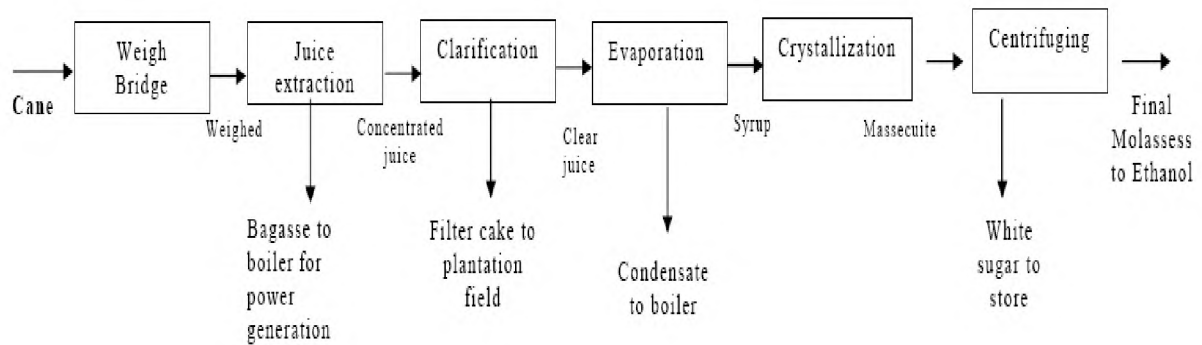 Cane
Weigh
Bridge
Weighed
Juice
extraction
Bagasse to
boiler for
power
generation
Concentrated
juice
Clarification
Filter cake to
plantation
field
Clear
juice
Evaporation
Condensate
to boiler
Syrup
Crystallization
Massecuite
Centrifuging
White
sugar to
store
Final
Molassess
to Ethanol